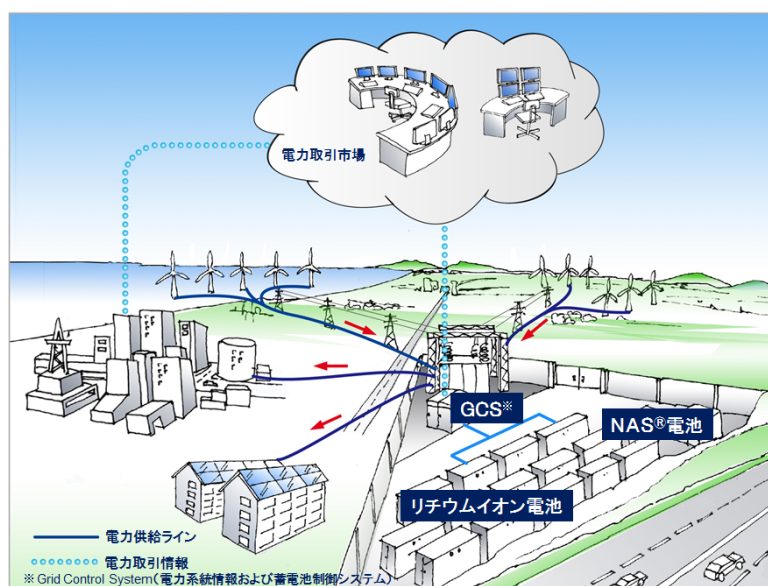 電力取引市場
GCS※
NAS®電池
リチウムイオン電池
電力供給ライン
電力取引情報
※ Grid Control System(電力系統情報および蓄電池制御システム)